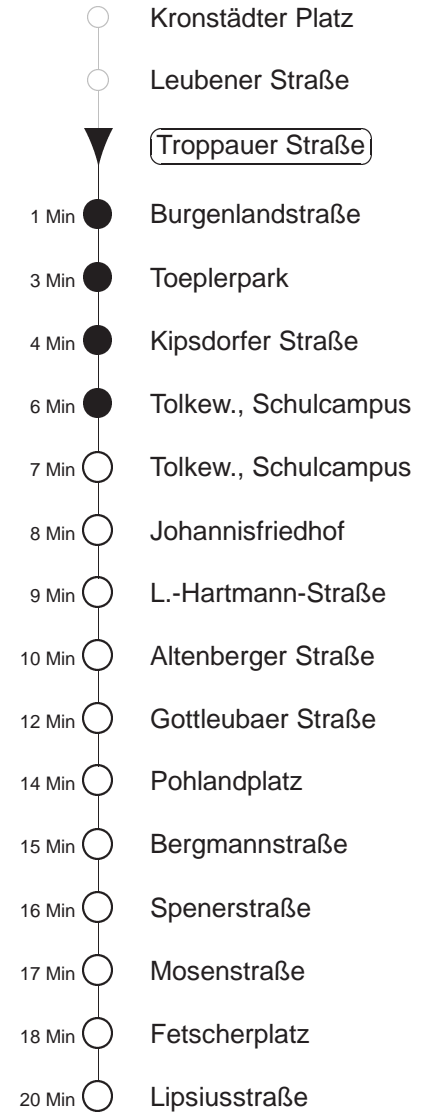 Kronstädter Platz
Leubener Straße
Troppauer Straße
1 Min Burgenlandstraße
3 Min Toeplerpark
4 Min Kipsdorfer Straße
6 Min Tolkew., Schulcampus
7 Min Tolkew., Schulcampus
8 Min Johannisfriedhof
9 Min L.-Hartmann-Straße
10 Min Altenberger Straße
12 Min Gottleubaer Straße
14 Min Pohlandplatz
15 Min Bergmannstraße
16 Min Spenerstraße
17 Min Mosenstraße
18 Min Fetscherplatz
20 Min Lipsiusstraße